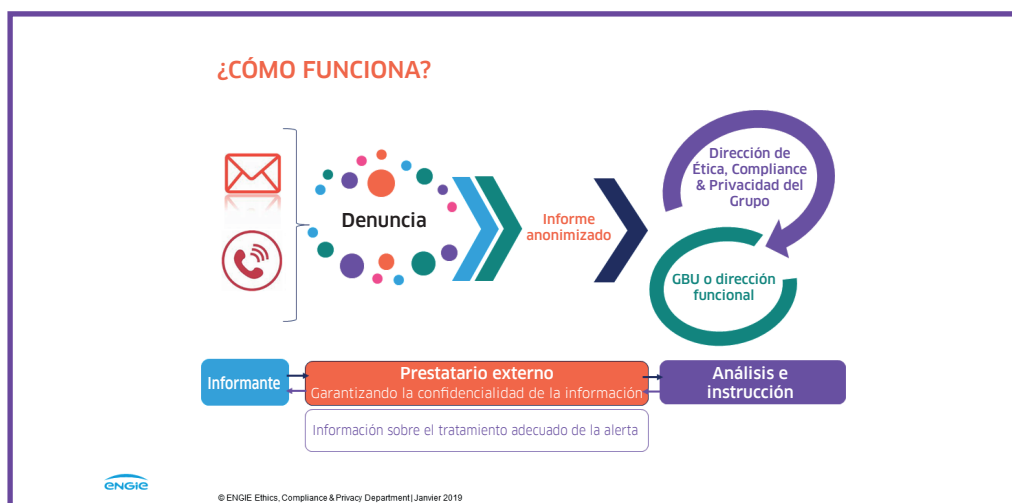 ¿CÓMO FUNCIONA?
Denuncia
Informe
anonimizado
Dirección de
Ética, Compliance
& Privacidad del
Grupo
GBU o dirección
funcional
Informante
Prestatario externo
Garantizando la confidencialidad de la información
Análisis e
instrucción
Información sobre el tratamiento adecuado de la alerta
ENGIE
© ENGIE Ethics, Compliance & Privacy Department| Janvier 2019